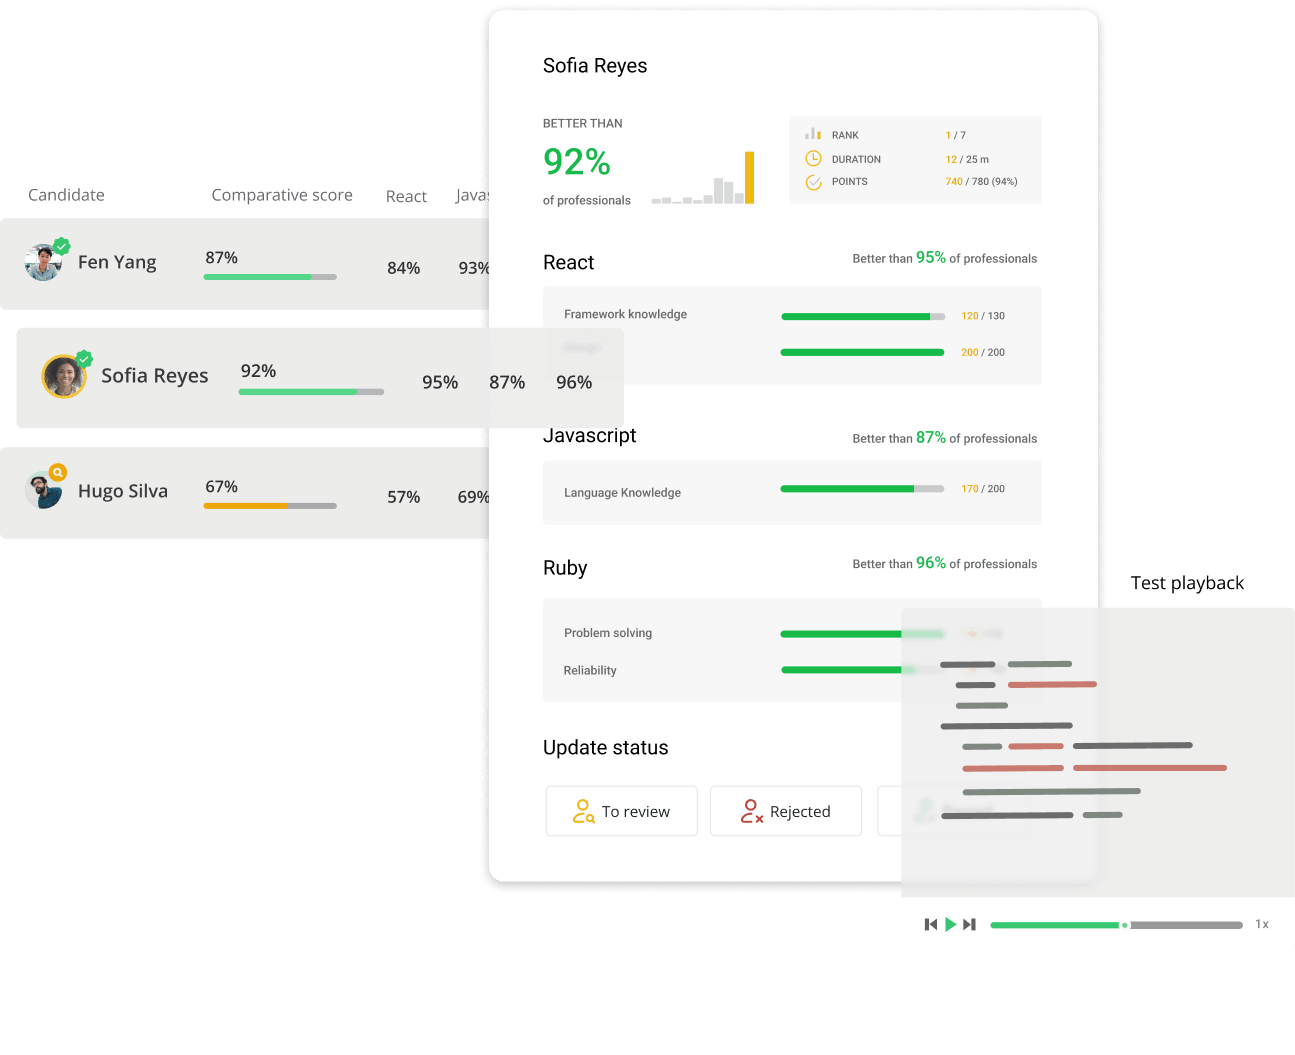 Candidate
Comparative score
React
Javas
Fen Yang
87%
84%
93%
Sofia Reyes
92%
95%
87%
96%
Hugo Silva
67%
57%
69%
Sofia Reyes
BETTER THAN
92%
of professionals
RANK
1 / 7
DURATION
12 / 25 m
POINTS
740 / 780 (94%)
React
Better than 95% of professionals
Framework knowledge
120 / 130
Design
200 / 200
Javascript
Better than 87% of professionals
Language Knowledge
170 / 200
Ruby
Better than 96% of professionals
Problem solving
Reliability
Update status
To review
Rejected
Test playback
1x